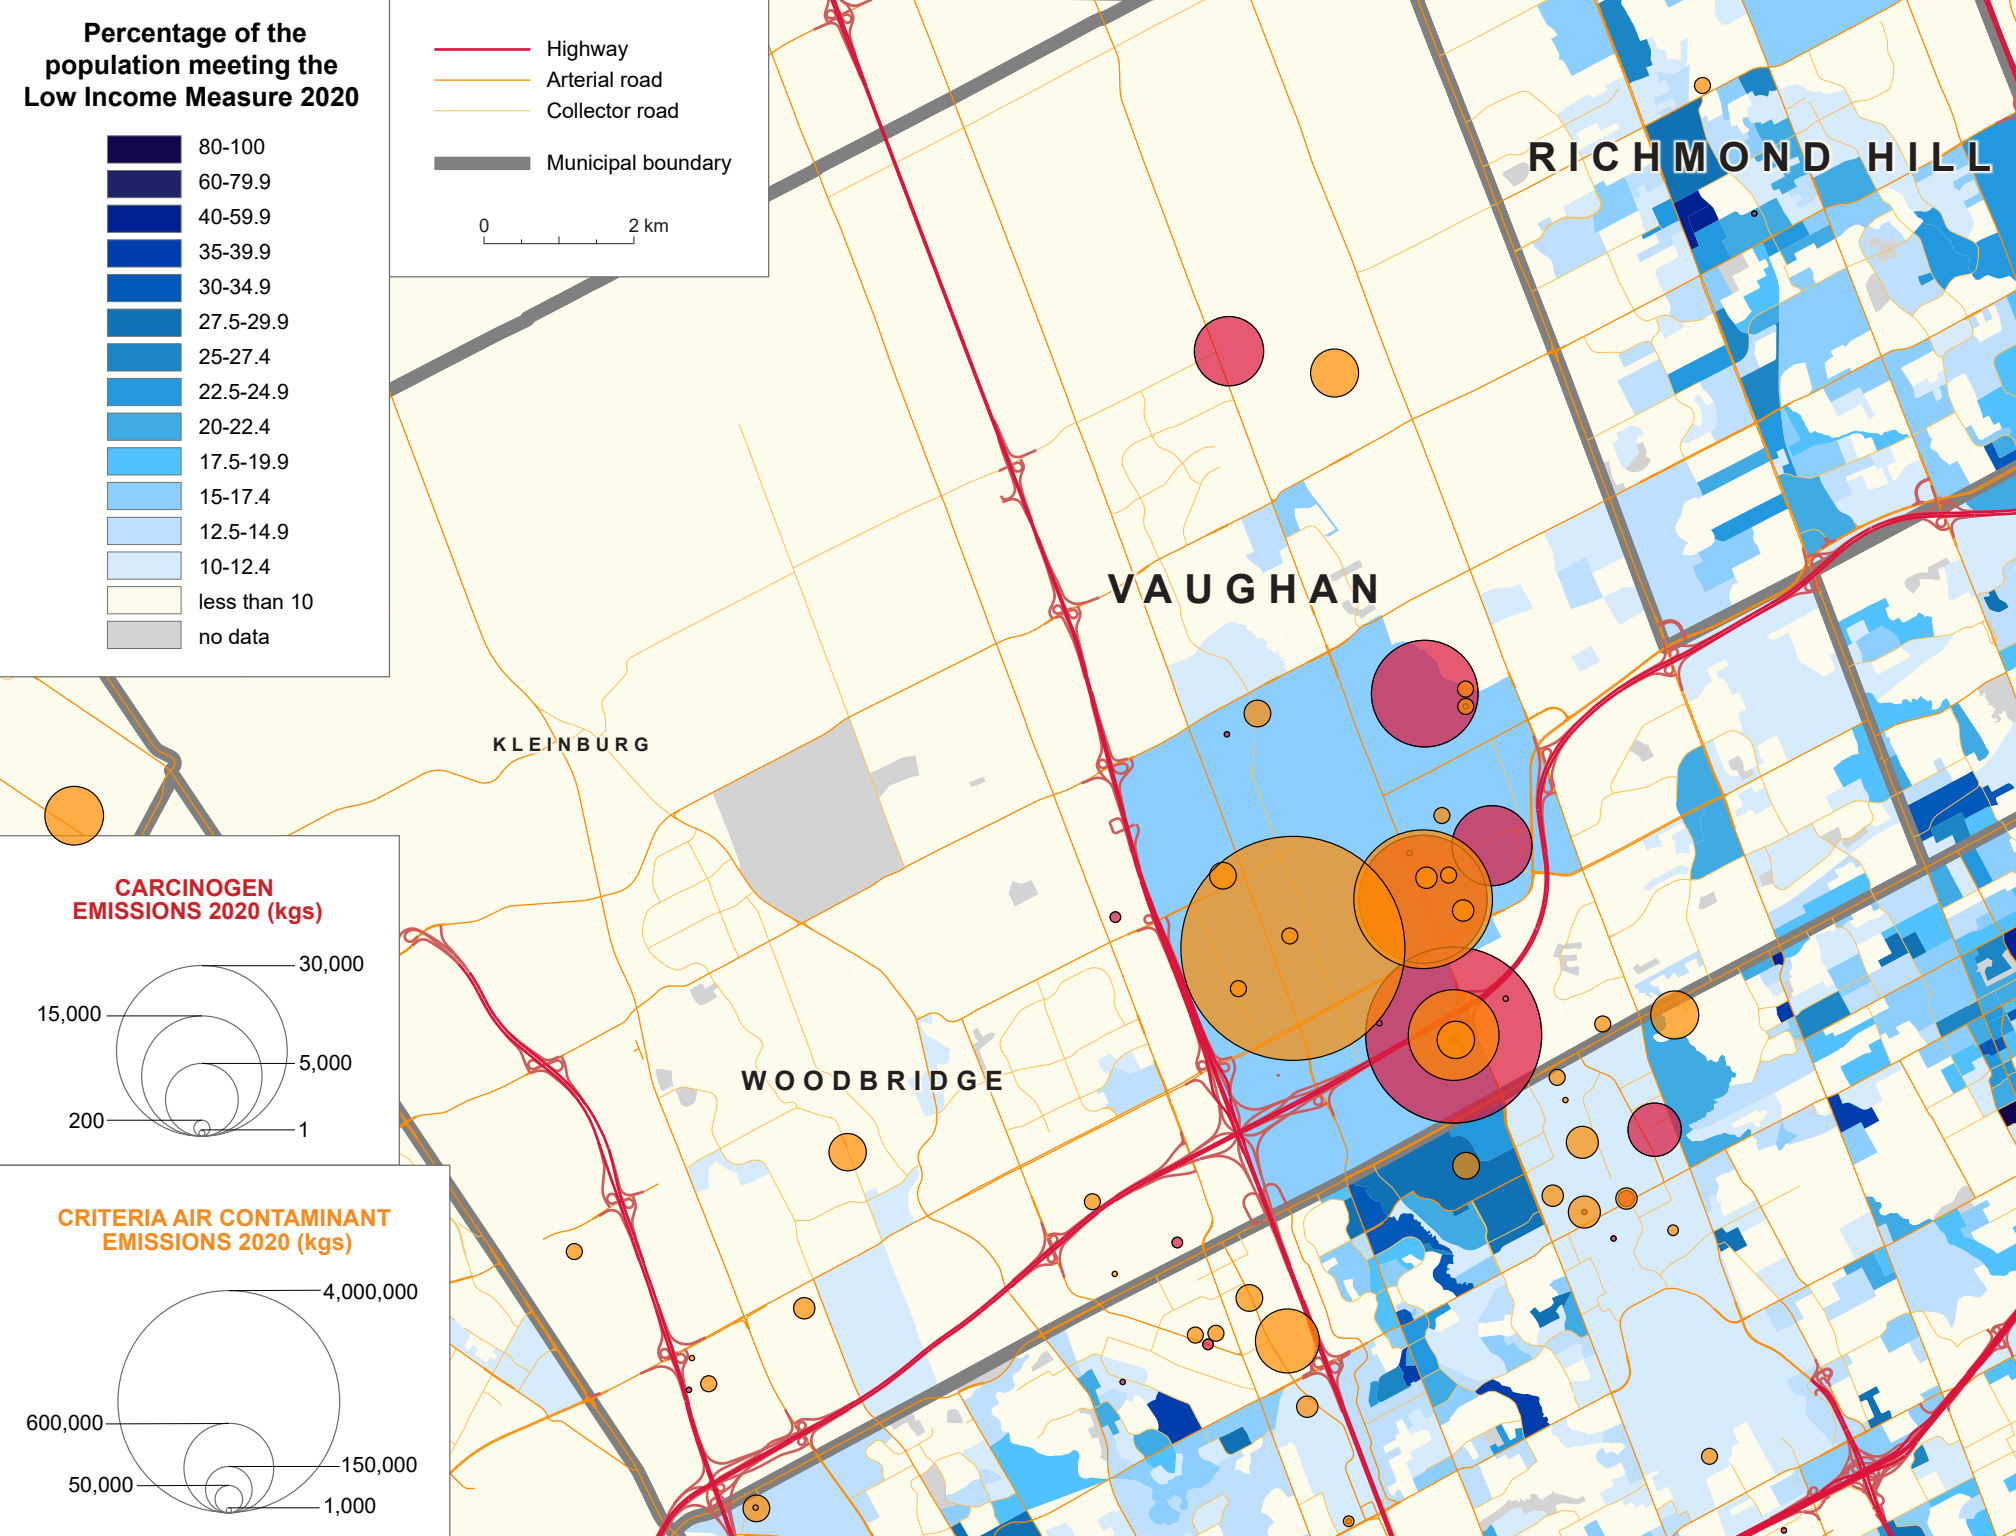 Percentage of the
population meeting the
Low Income Measure 2020
80-100
60-79.9
40-59.9
35-39.9
30-34.9
27.5-29.9
25-27.4
22.5-24.9
20-22.4
17.5-19.9
15-17.4
12.5-14.9
10-12.4
less than 10
no data
Highway
Arterial road
Collector road
Municipal boundary
0 2 km
RICHMOND HILL
VAUGHAN
KLEINBURG
WOODBRIDGE
CARCINOGEN
EMISSIONS 2020 (kgs)
30,000
15,000
5,000
200
1
CRITERIA AIR CONTAMINANT
EMISSIONS 2020 (kgs)
4,000,000
600,000
150,000
50,000
1,000